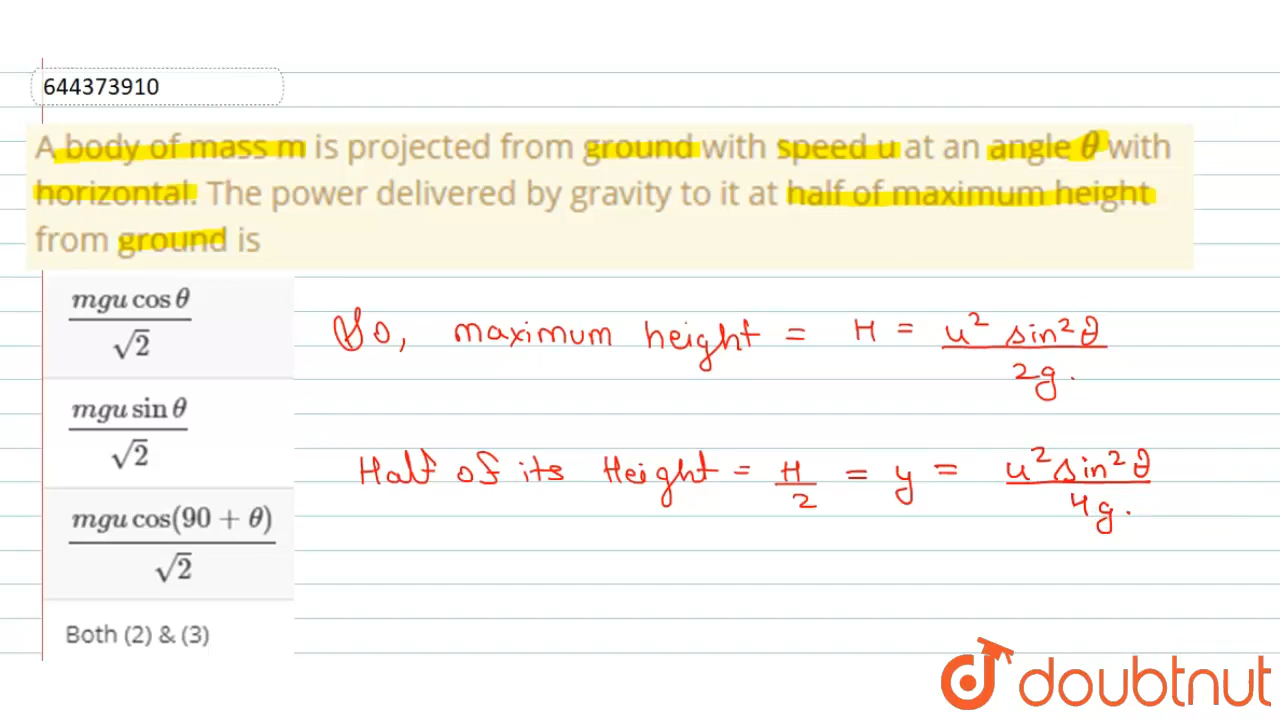 644373910
A body of mass m is projected from ground with speed u at an angle θ with
horizontal. The power delivered by gravity to it at half of maximum height
from ground is
mgu cos θ / √2
So, maximum height = H = u² sin²θ / 2g.
mgu sin θ / √2
Half of its Height = H/2 = y = u² sin²θ / 4g.
mgu cos(90 + θ) / √2
Both (2) & (3)
doubtnut